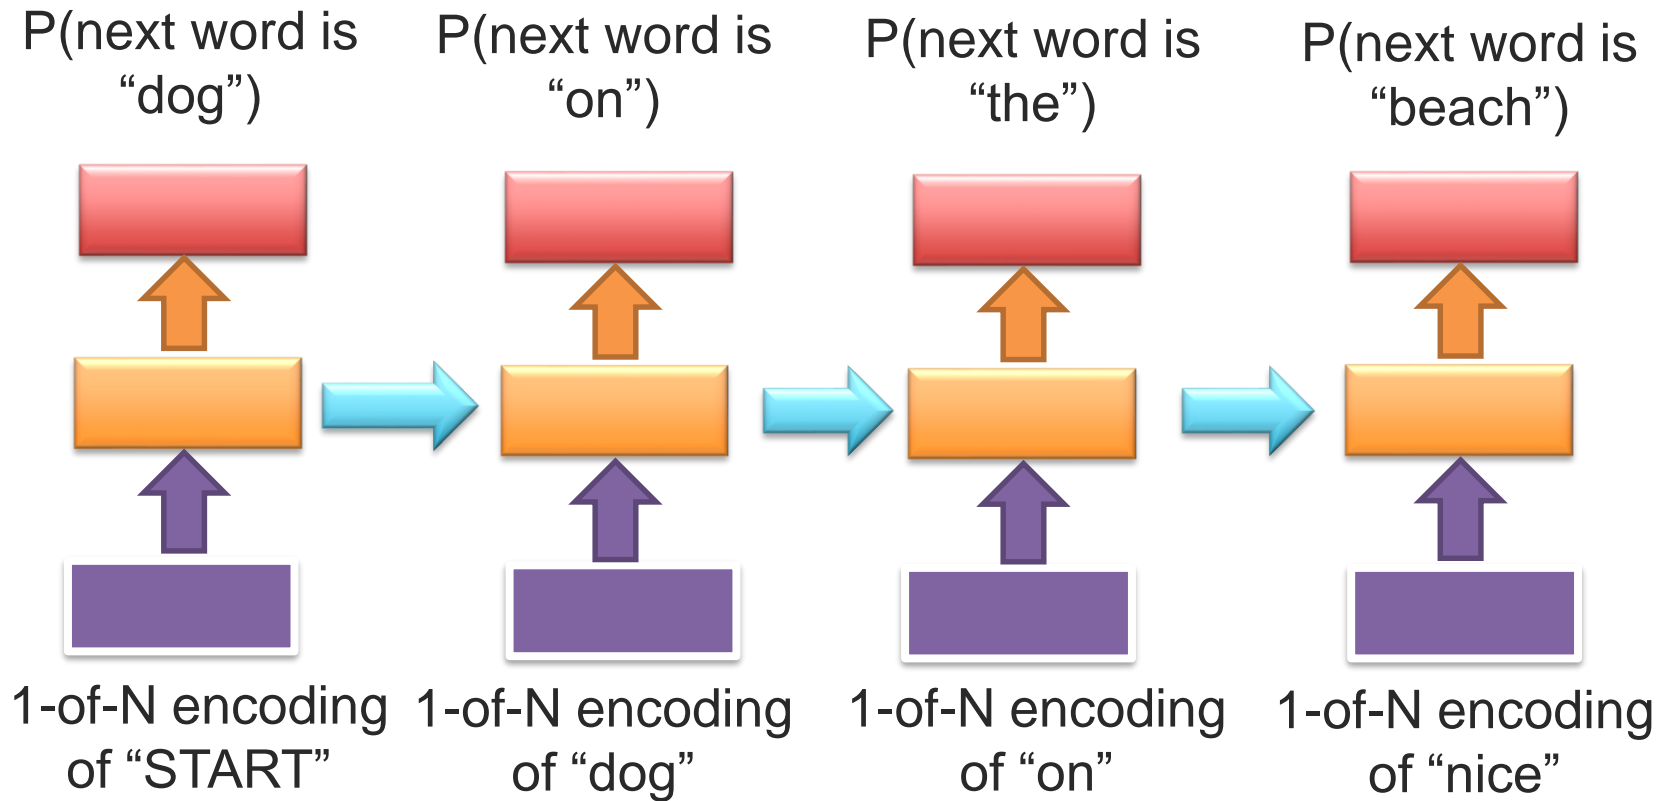 P(next word is
“dog”)
P(next word is
“on”)
P(next word is
“the”)
P(next word is
“beach”)
1-of-N encoding
of “START”
1-of-N encoding
of “dog”
1-of-N encoding
of “on”
1-of-N encoding
of “nice”